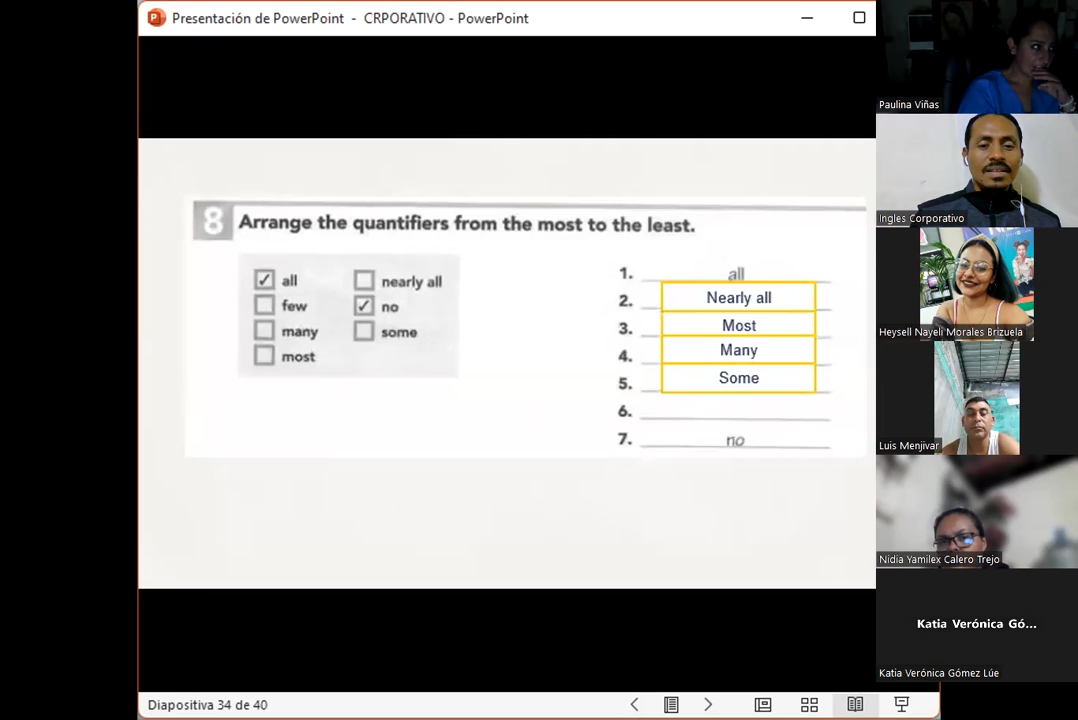 Presentación de PowerPoint - CRPORATIVO - PowerPoint
8 Arrange the quantifiers from the most to the least.
all
few
many
most
nearly all
no
some
1. all
2. Nearly all
3. Most
4. Many
5. Some
6.
7. no
Diapositiva 34 de 40
Paulina Viñas
Ingles Corporativo
Heysell Nayeli Morales Brizuela
Luis Menjivar
Nidia Yamilex Calero Trejo
Katia Verónica Gó...
Katia Verónica Gómez Lúe